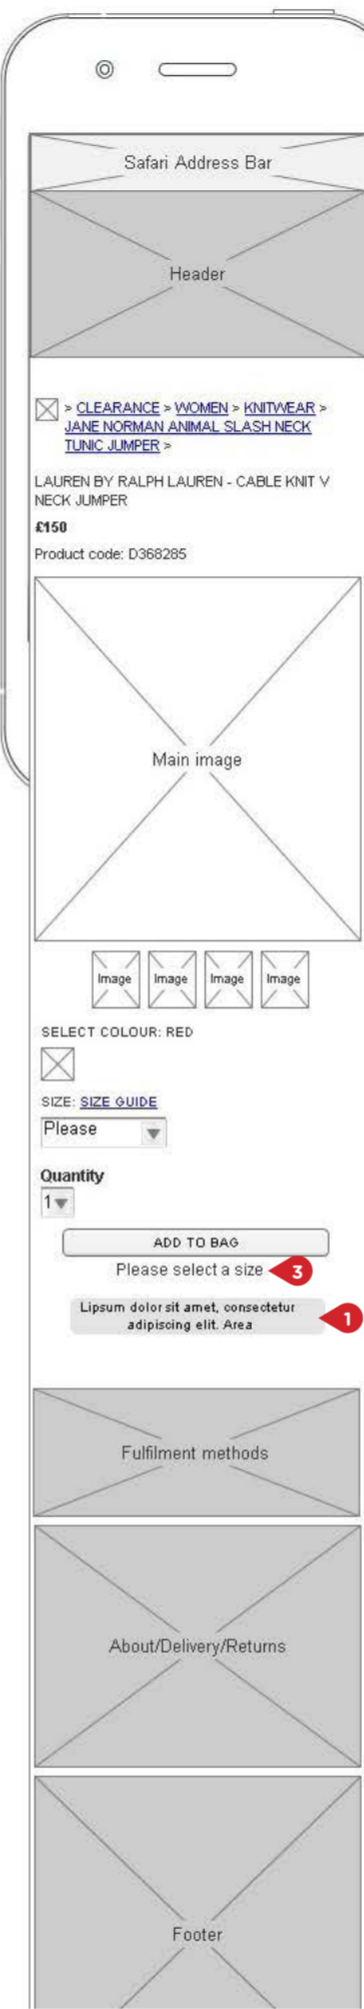 Safari Address Bar
Header
> CLEARANCE > WOMEN > KNITWEAR >
JANE NORMAN ANIMAL SLASH NECK
TUNIC JUMPER >
LAUREN BY RALPH LAUREN - CABLE KNIT V
NECK JUMPER
£150
Product code: D368285
Main image
Image Image Image Image
SELECT COLOUR: RED
SIZE: SIZE GUIDE
Please
Quantity
1
ADD TO BAG
Please select a size 3
Lipsum dolor sit amet, consectetur
adipiscing elit. Area 1
Fulfilment methods
About/Delivery/Returns
Footer